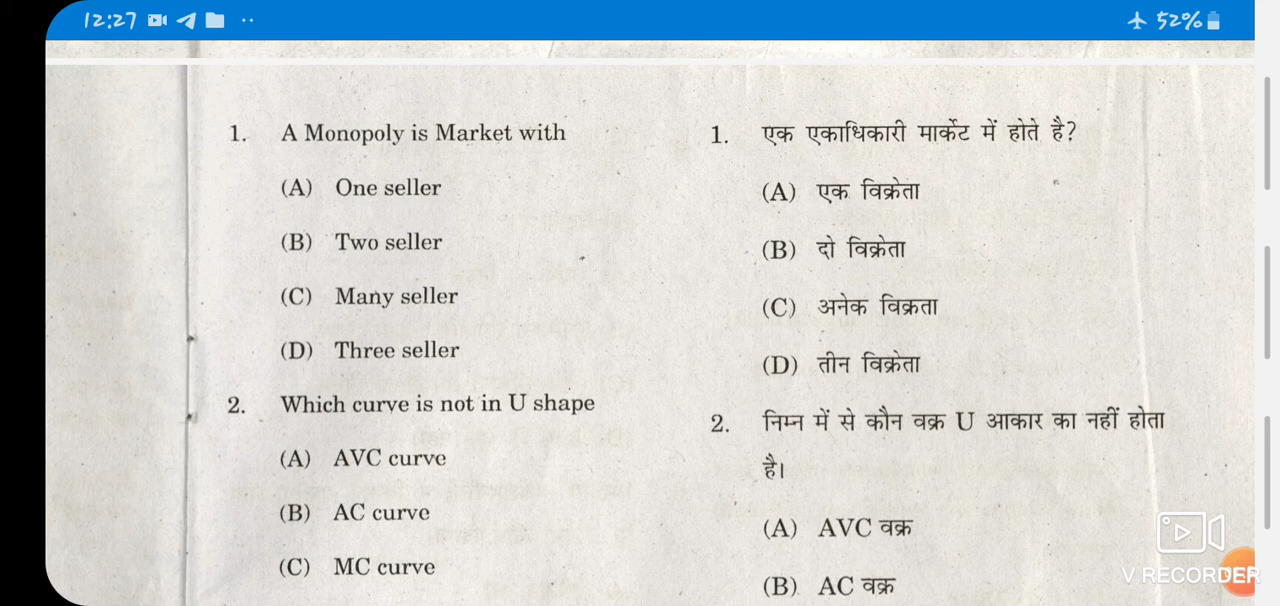 12:27
52%
1. A Monopoly is Market with
(A) One seller
(B) Two seller
(C) Many seller
(D) Three seller
2. Which curve is not in U shape
(A) AVC curve
(B) AC curve
(C) MC curve
1. एक एकाधिकारी मार्केट में होते है?
(A) एक विक्रेता
(B) दो विक्रेता
(C) अनेक विक्रता
(D) तीन विक्रेता
2. निम्न में से कौन वक्र U आकार का नहीं होता
है।
(A) AVC वक्र
(B) AC वक्र
V RECORDER